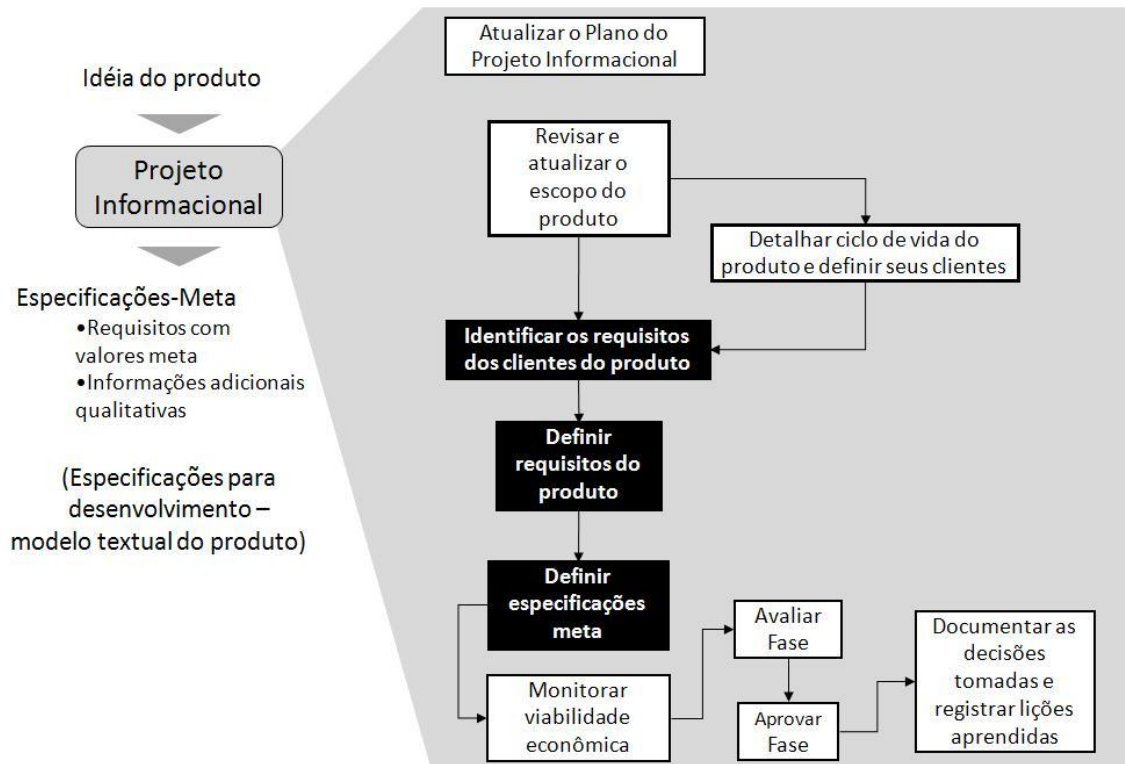 Idéia do produto
Projeto
Informacional
Especificações-Meta
•Requisitos com
valores meta
•Informações adicionais
qualitativas
(Especificações para
desenvolvimento –
modelo textual do produto)
Atualizar o Plano do
Projeto Informacional
Revisar e
atualizar o
escopo do
produto
Detalhar ciclo de vida do
produto e definir seus clientes
Identificar os requisitos
dos clientes do produto
Definir
requisitos do
produto
Definir
especificações
meta
Monitorar
viabilidade
econômica
Avaliar
Fase
Aprovar
Fase
Documentar as
decisões
tomadas e
registrar lições
aprendidas